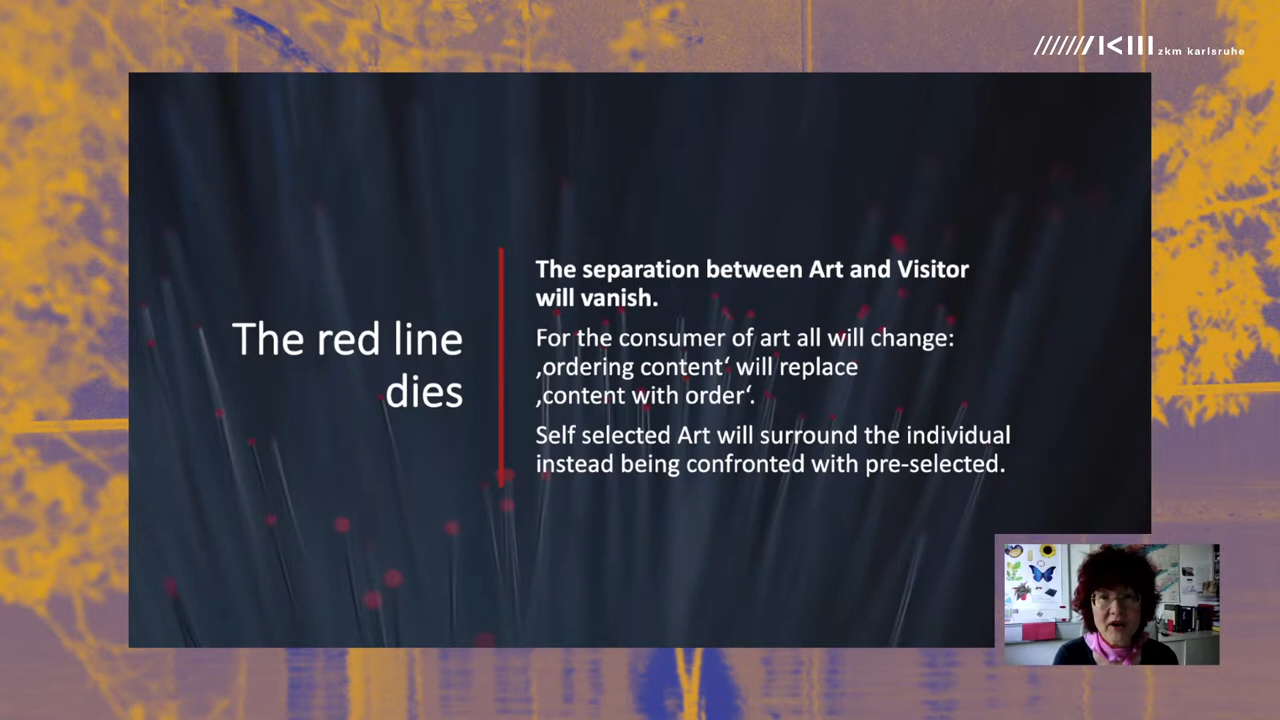 zkm karlsruhe
The red line
dies
The separation between Art and Visitor
will vanish.
For the consumer of art all will change:
‚ordering content‘ will replace
‚content with order‘.
Self selected Art will surround the individual
instead being confronted with pre-selected.